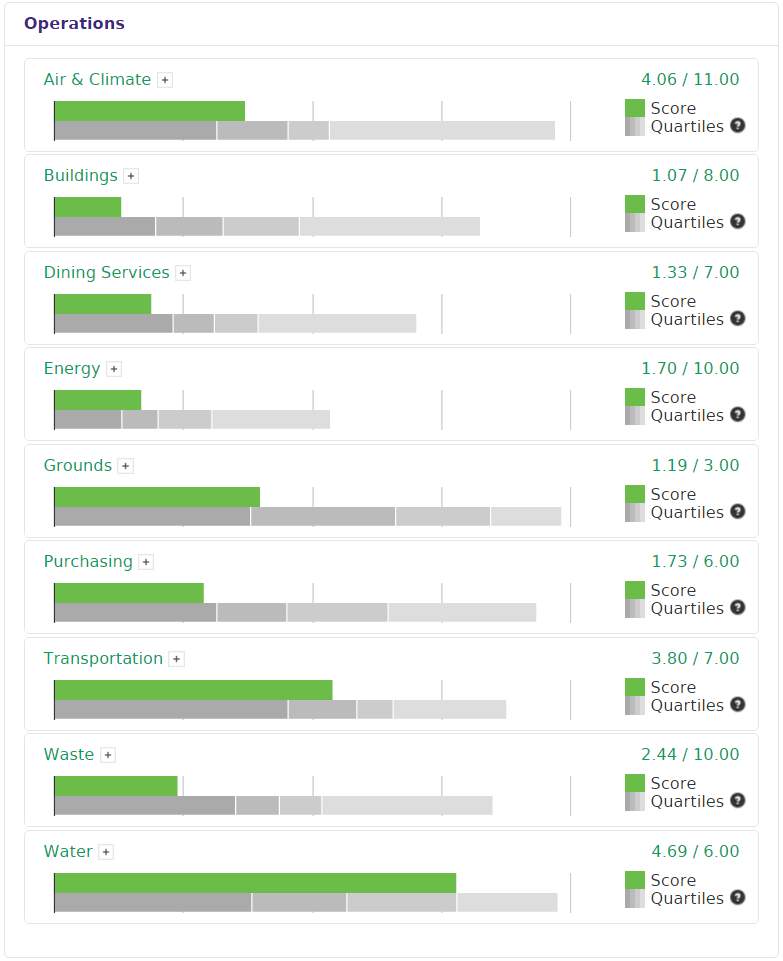 Operations
Air & Climate + 4.06 / 11.00
Score
Quartiles ?
Buildings + 1.07 / 8.00
Score
Quartiles ?
Dining Services + 1.33 / 7.00
Score
Quartiles ?
Energy + 1.70 / 10.00
Score
Quartiles ?
Grounds + 1.19 / 3.00
Score
Quartiles ?
Purchasing + 1.73 / 6.00
Score
Quartiles ?
Transportation + 3.80 / 7.00
Score
Quartiles ?
Waste + 2.44 / 10.00
Score
Quartiles ?
Water + 4.69 / 6.00
Score
Quartiles ?